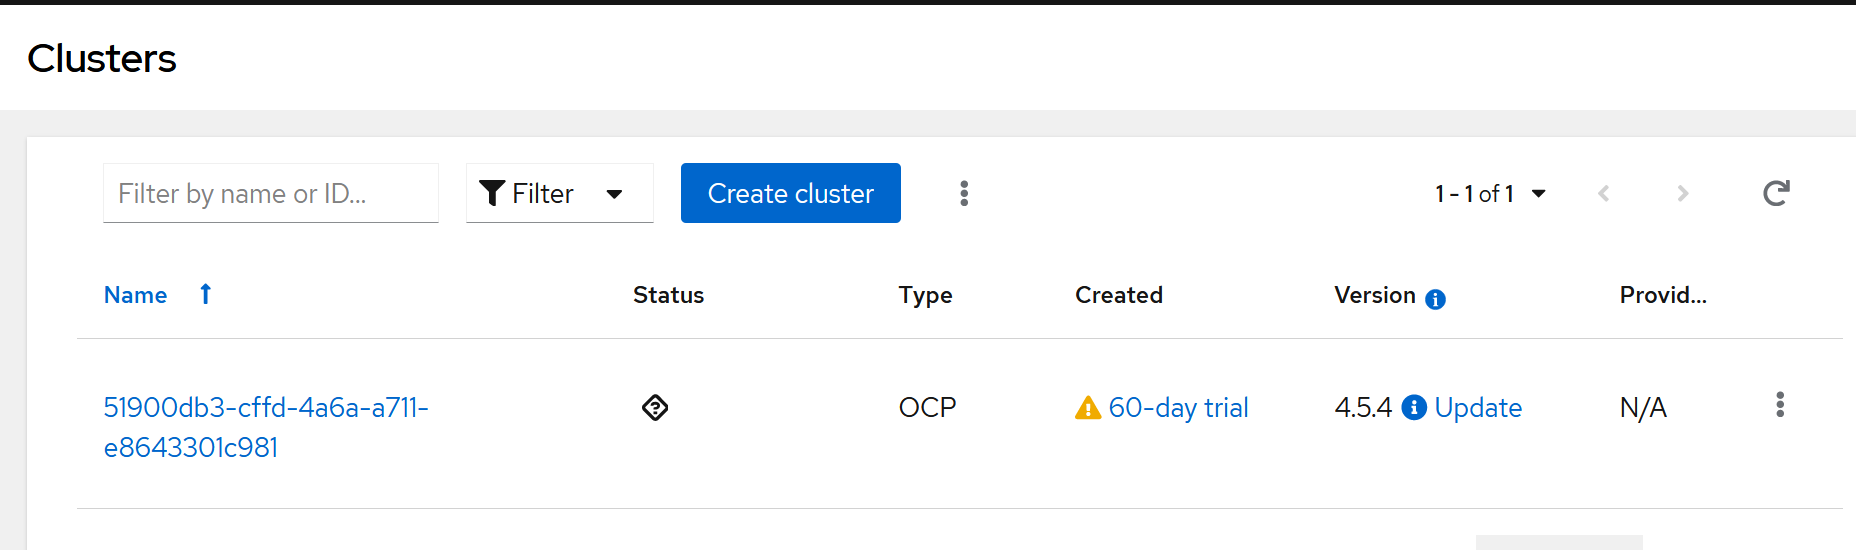 Clusters
Filter by name or ID...
Filter
Create cluster
1 - 1 of 1
Name Status Type Created Version Provid...
51900db3-cffd-4a6a-a711-
e8643301c981
OCP 60-day trial 4.5.4 Update N/A